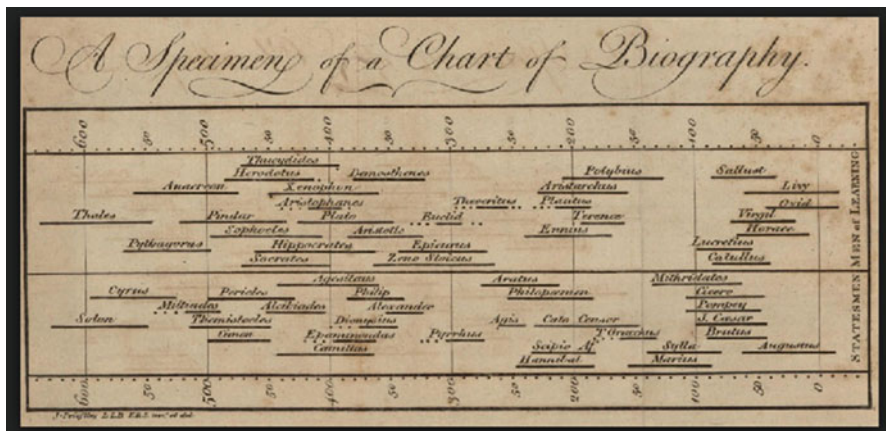 A Specimen of a Chart of Biography.
600 50 500 50 400 50 300 50 200 50 100 50 0
Thucydides
Herodotus Demosthenes Polybius Sallust
Anacreon Xenophon Aristarchus Livy
Aristophanes Theocritus Plautus Ovid
Thales Pindar Plato Euclid Terence Virgil
Sophocles Aristotle Ennius Horace
Pythagoras Hippocrates Epicurus Lucretius
Socrates Zeno Stoicus Catullus
MEN of LEARNING
Agesilaus Aratus Mithridates
Cyrus Pericles Philip Philopoemen Cicero
Miltiades Alcibiades Alexander Pompey
Solon Themistocles Dionysius Agis Cato Censor J. Caesar
Cimon Epaminondas Pyrrhus T Gracchus Brutus
Camillus Scipio Af Sylla Augustus
Hannibal Marius
STATESMEN
600 50 500 50 400 50 300 50 200 50 100 50 0
J. Priestley L.L.D. F.R.S.